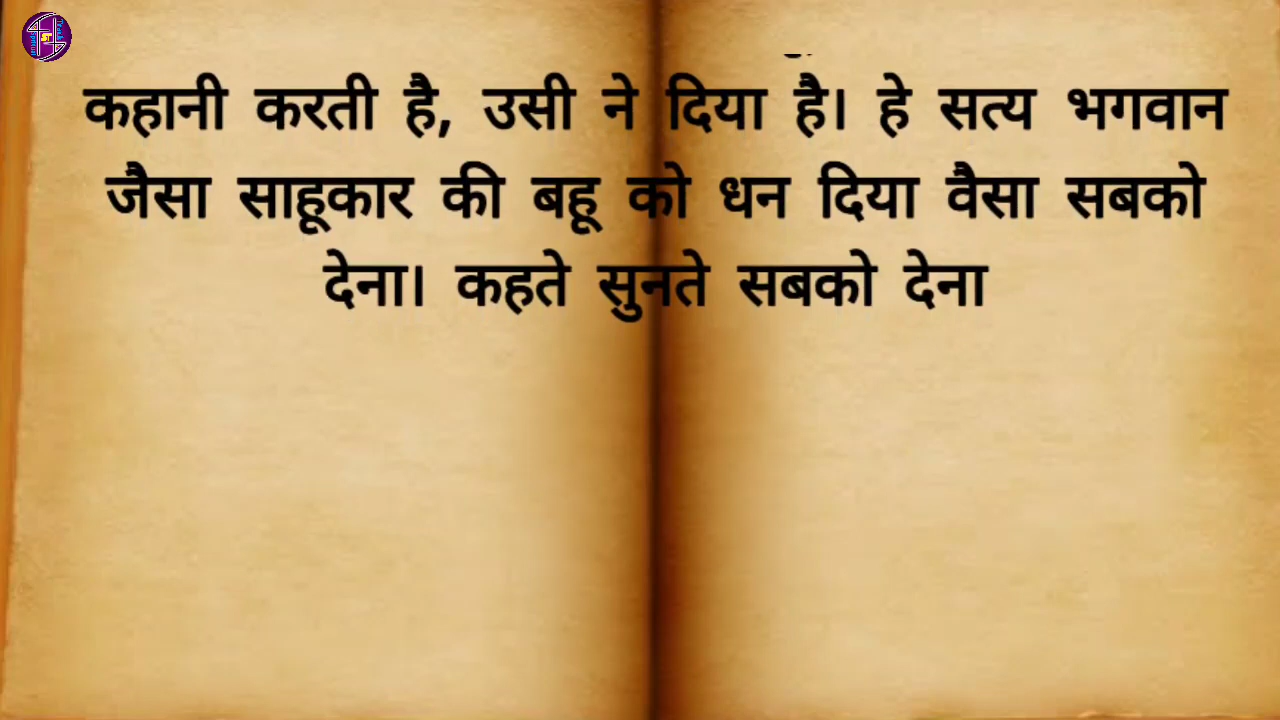 कहानी करती है, उसी ने दिया है। हे सत्य भगवान
जैसा साहूकार की बहू को धन दिया वैसा सबको
देना। कहते सुनते सबको देना